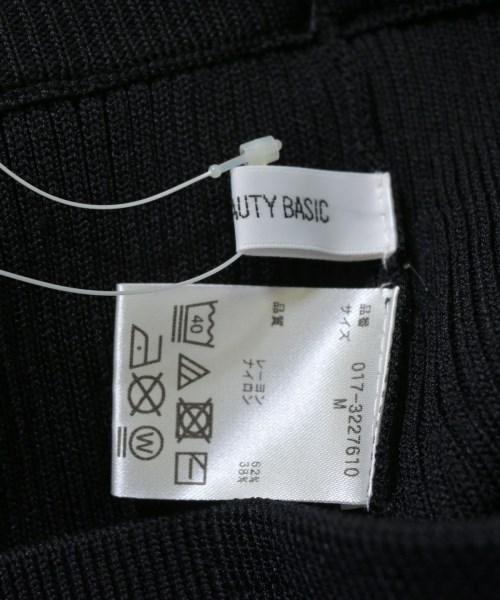 AUTY BASIC
品番 017-3227610
サイズ M
品質
レーヨン 62%
ナイロン 38%
40
W